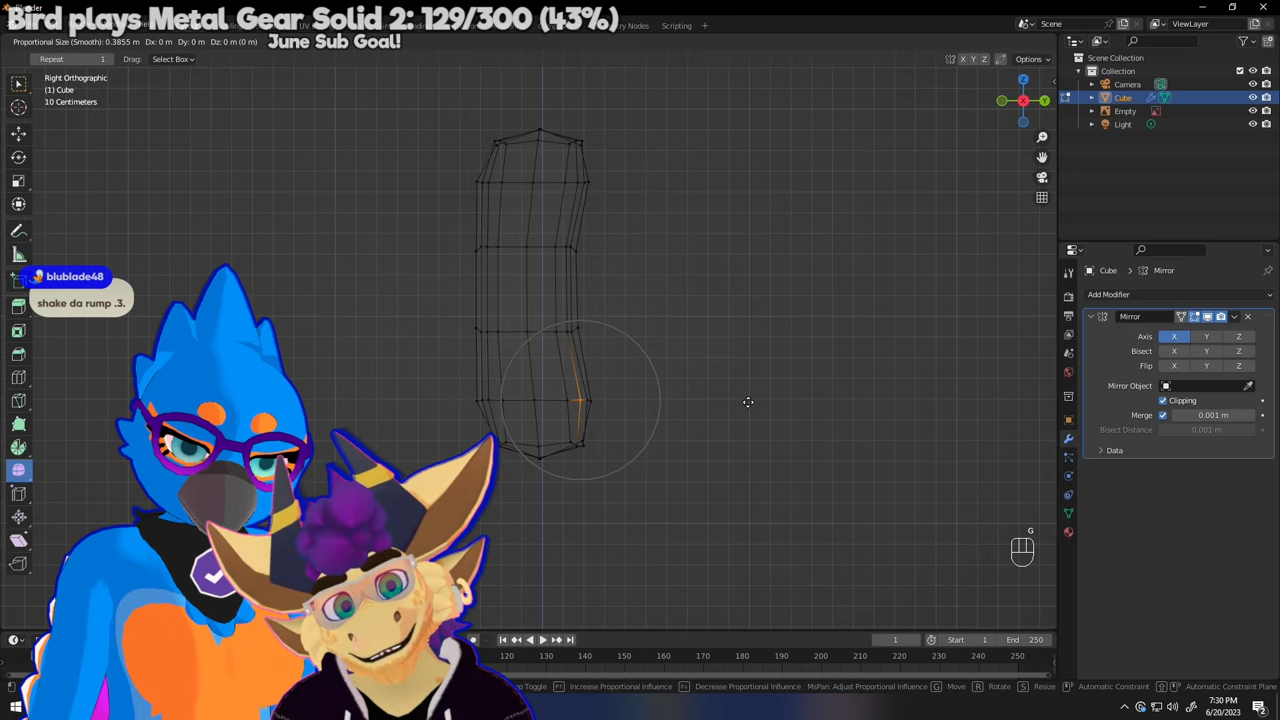 Blender
Bird plays Metal Gear Solid 2: 129/300 (43%)
June Sub Goal!
Scripting
Scene
ViewLayer
Proportional Size (Smooth): 0.3855 m Dx: 0 m Dy: 0 m Dz: 0 m (0 m)
Repeat 1
Drag: Select Box
X Y Z
Options
Right Orthographic
(1) Cube
10 Centimeters
Z
X
Y
Scene Collection
Collection
Camera
Cube
Empty
Light
blublade48
shake da rump .3.
Cube > Mirror
Add Modifier
Mirror
Axis X Y Z
Bisect X Y Z
Flip X Y Z
Mirror Object
Clipping
Merge 0.001 m
Bisect Distance 0.001 m
Data
G
1
Start 1
End 250
120 130 140 150 160 170 180 190 200 210 220 230 240 250
Toggle
Increase Proportional Influence
Decrease Proportional Influence
MsPan: Adjust Proportional Influence
G Move
R Rotate
S Resize
Automatic Constraint
Automatic Constraint Plane
7:30 PM
6/20/2023
2